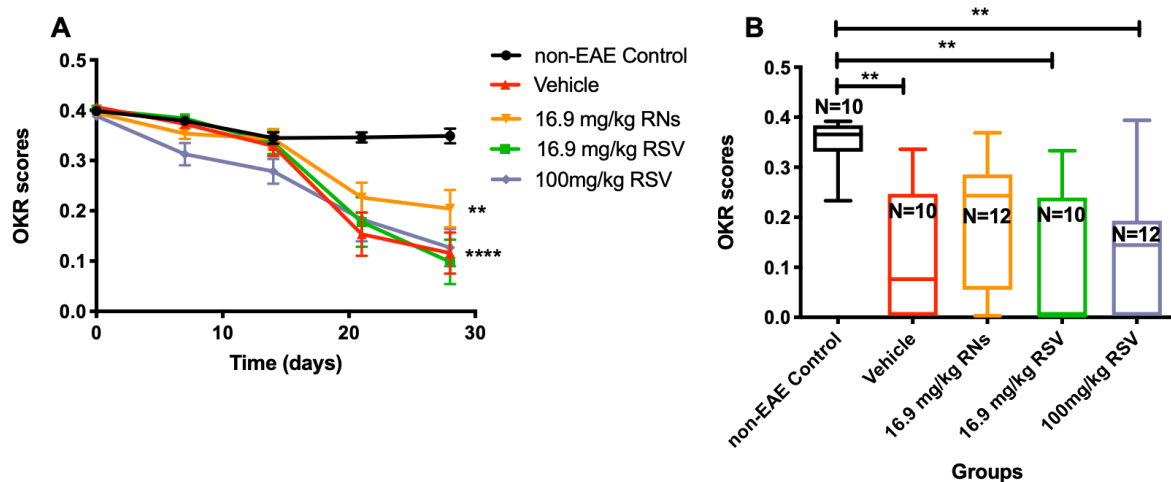 A
non-EAE Control
Vehicle
16.9 mg/kg RNs
16.9 mg/kg RSV
100mg/kg RSV
OKR scores
0.5
0.4
0.3
0.2
0.1
0.0
**
****
0
10
20
30
Time (days)
B
**
**
**
OKR scores
0.5
0.4
0.3
0.2
0.1
0.0
N=10
N=10
N=12
N=10
N=12
non-EAE Control
Vehicle
16.9 mg/kg RNs
16.9 mg/kg RSV
100mg/kg RSV
Groups